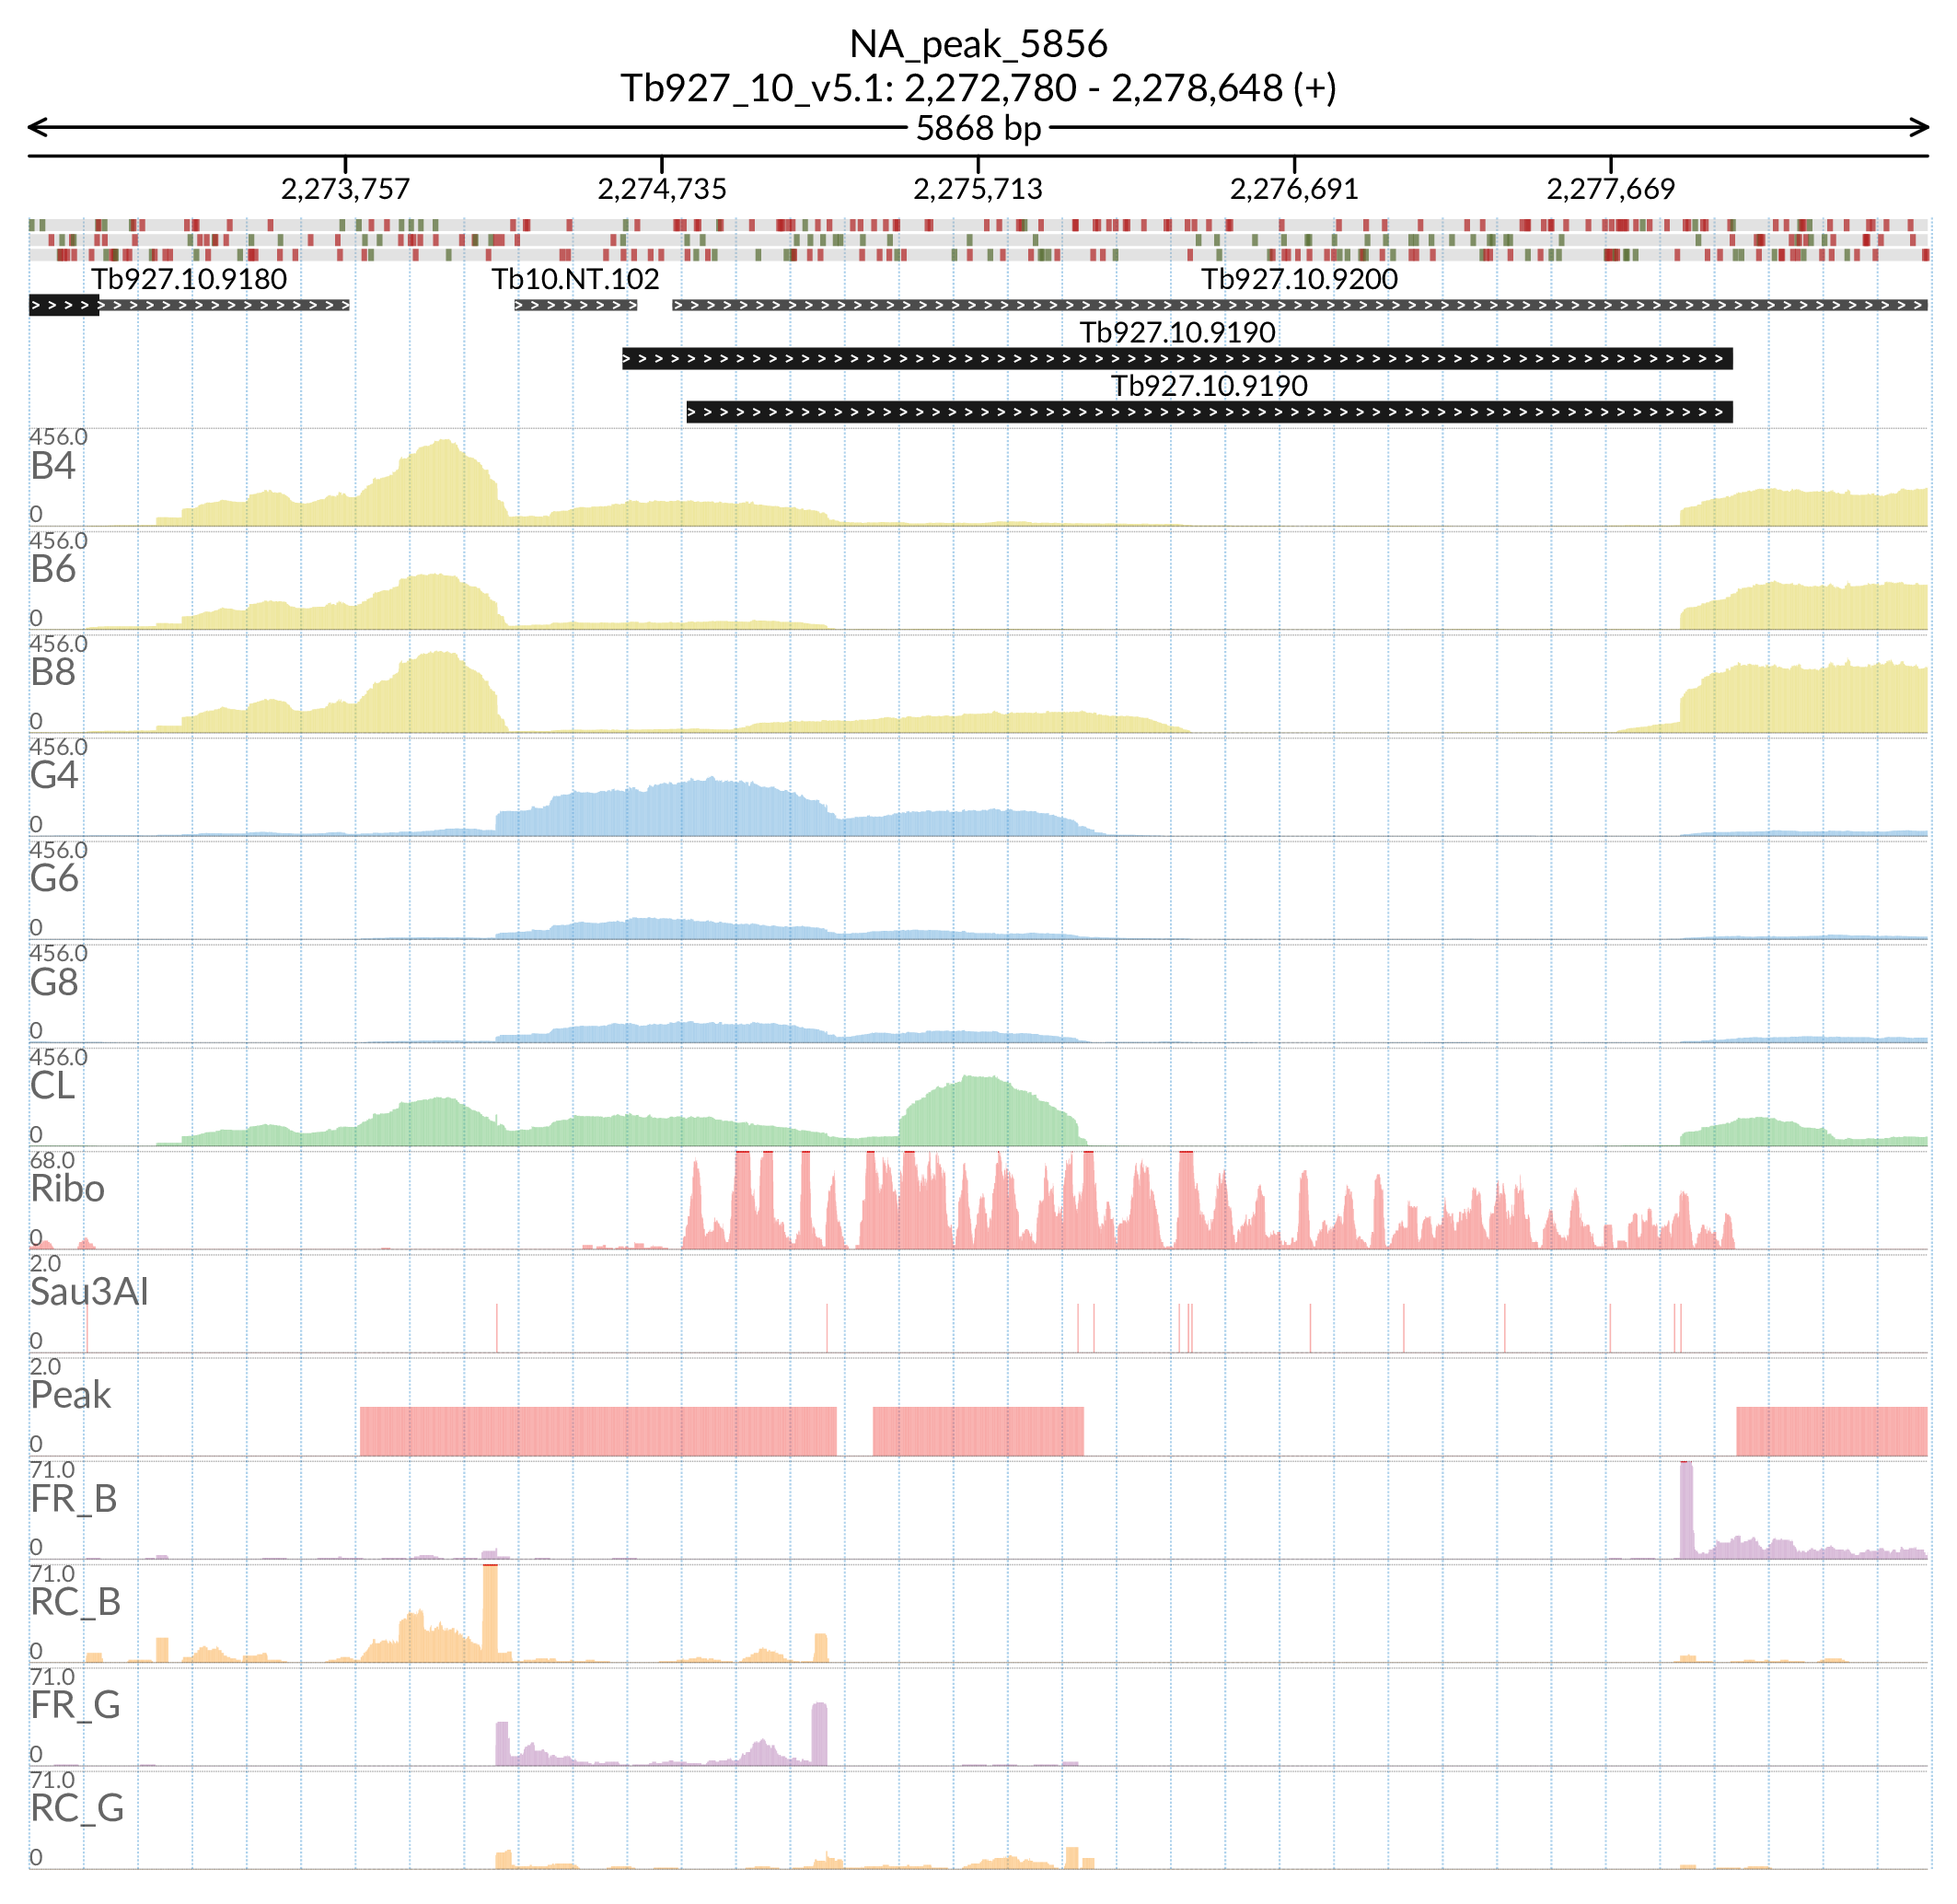 NA_peak_5856
Tb927_10_v5.1: 2,272,780 - 2,278,648 (+)
5868 bp
2,273,757 2,274,735 2,275,713 2,276,691 2,277,669
Tb927.10.9180 Tb10.NT.102 Tb927.10.9200
Tb927.10.9190
Tb927.10.9190
456.0
B4
0
456.0
B6
0
456.0
B8
0
456.0
G4
0
456.0
G6
0
456.0
G8
0
456.0
CL
0
68.0
Ribo
0
2.0
Sau3AI
0
2.0
Peak
0
71.0
FR_B
0
71.0
RC_B
0
71.0
FR_G
0
71.0
RC_G
0